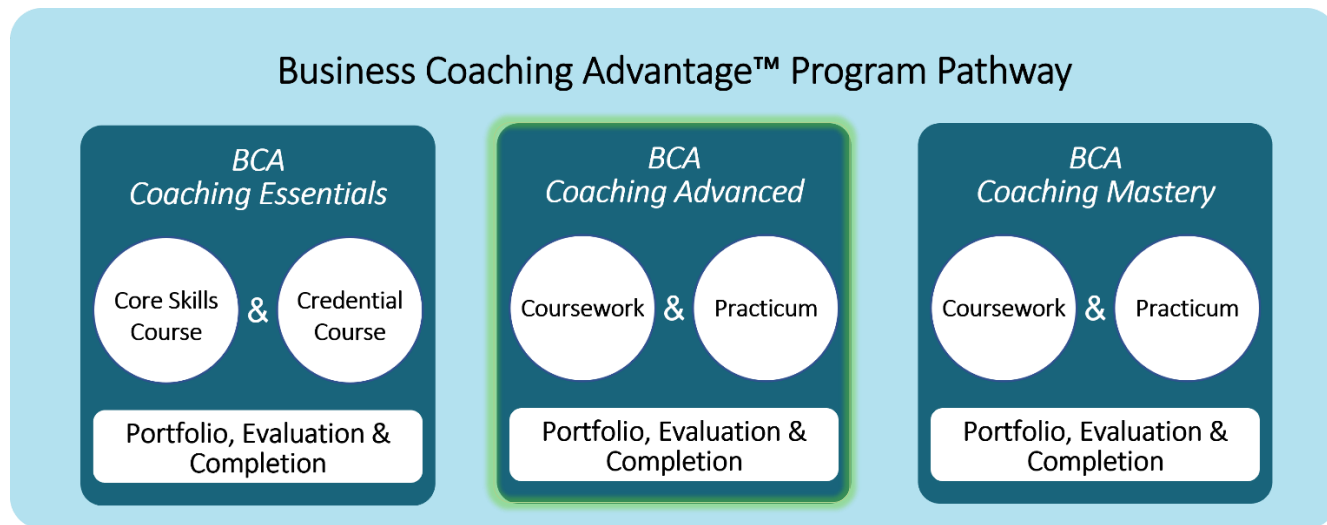 Business Coaching Advantage™ Program Pathway
BCA
Coaching Essentials
Core Skills
Course
&
Credential
Course
Portfolio, Evaluation &
Completion
BCA
Coaching Advanced
Coursework
&
Practicum
Portfolio, Evaluation &
Completion
BCA
Coaching Mastery
Coursework
&
Practicum
Portfolio, Evaluation &
Completion